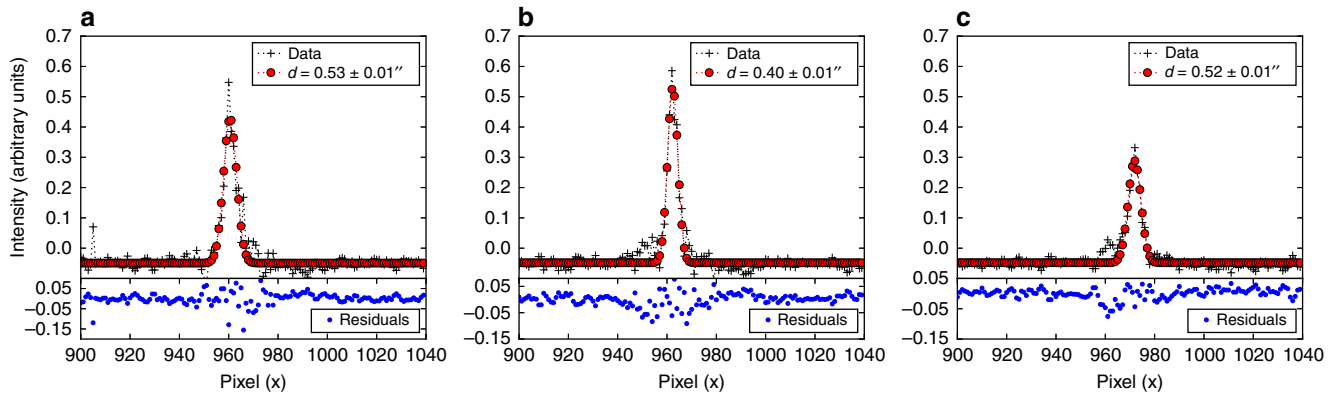 a
0.7
0.6
0.5
0.4
0.3
0.2
0.1
0.0
0.05
−0.05
−0.15
Intensity (arbitrary units)
Data
d = 0.53 ± 0.01″
Residuals
900 920 940 960 980 1000 1020 1040
Pixel (x)
b
0.7
0.6
0.5
0.4
0.3
0.2
0.1
0.0
0.05
−0.05
−0.15
Data
d = 0.40 ± 0.01″
Residuals
900 920 940 960 980 1000 1020 1040
Pixel (x)
c
0.7
0.6
0.5
0.4
0.3
0.2
0.1
0.0
0.05
−0.05
−0.15
Data
d = 0.52 ± 0.01″
Residuals
900 920 940 960 980 1000 1020 1040
Pixel (x)